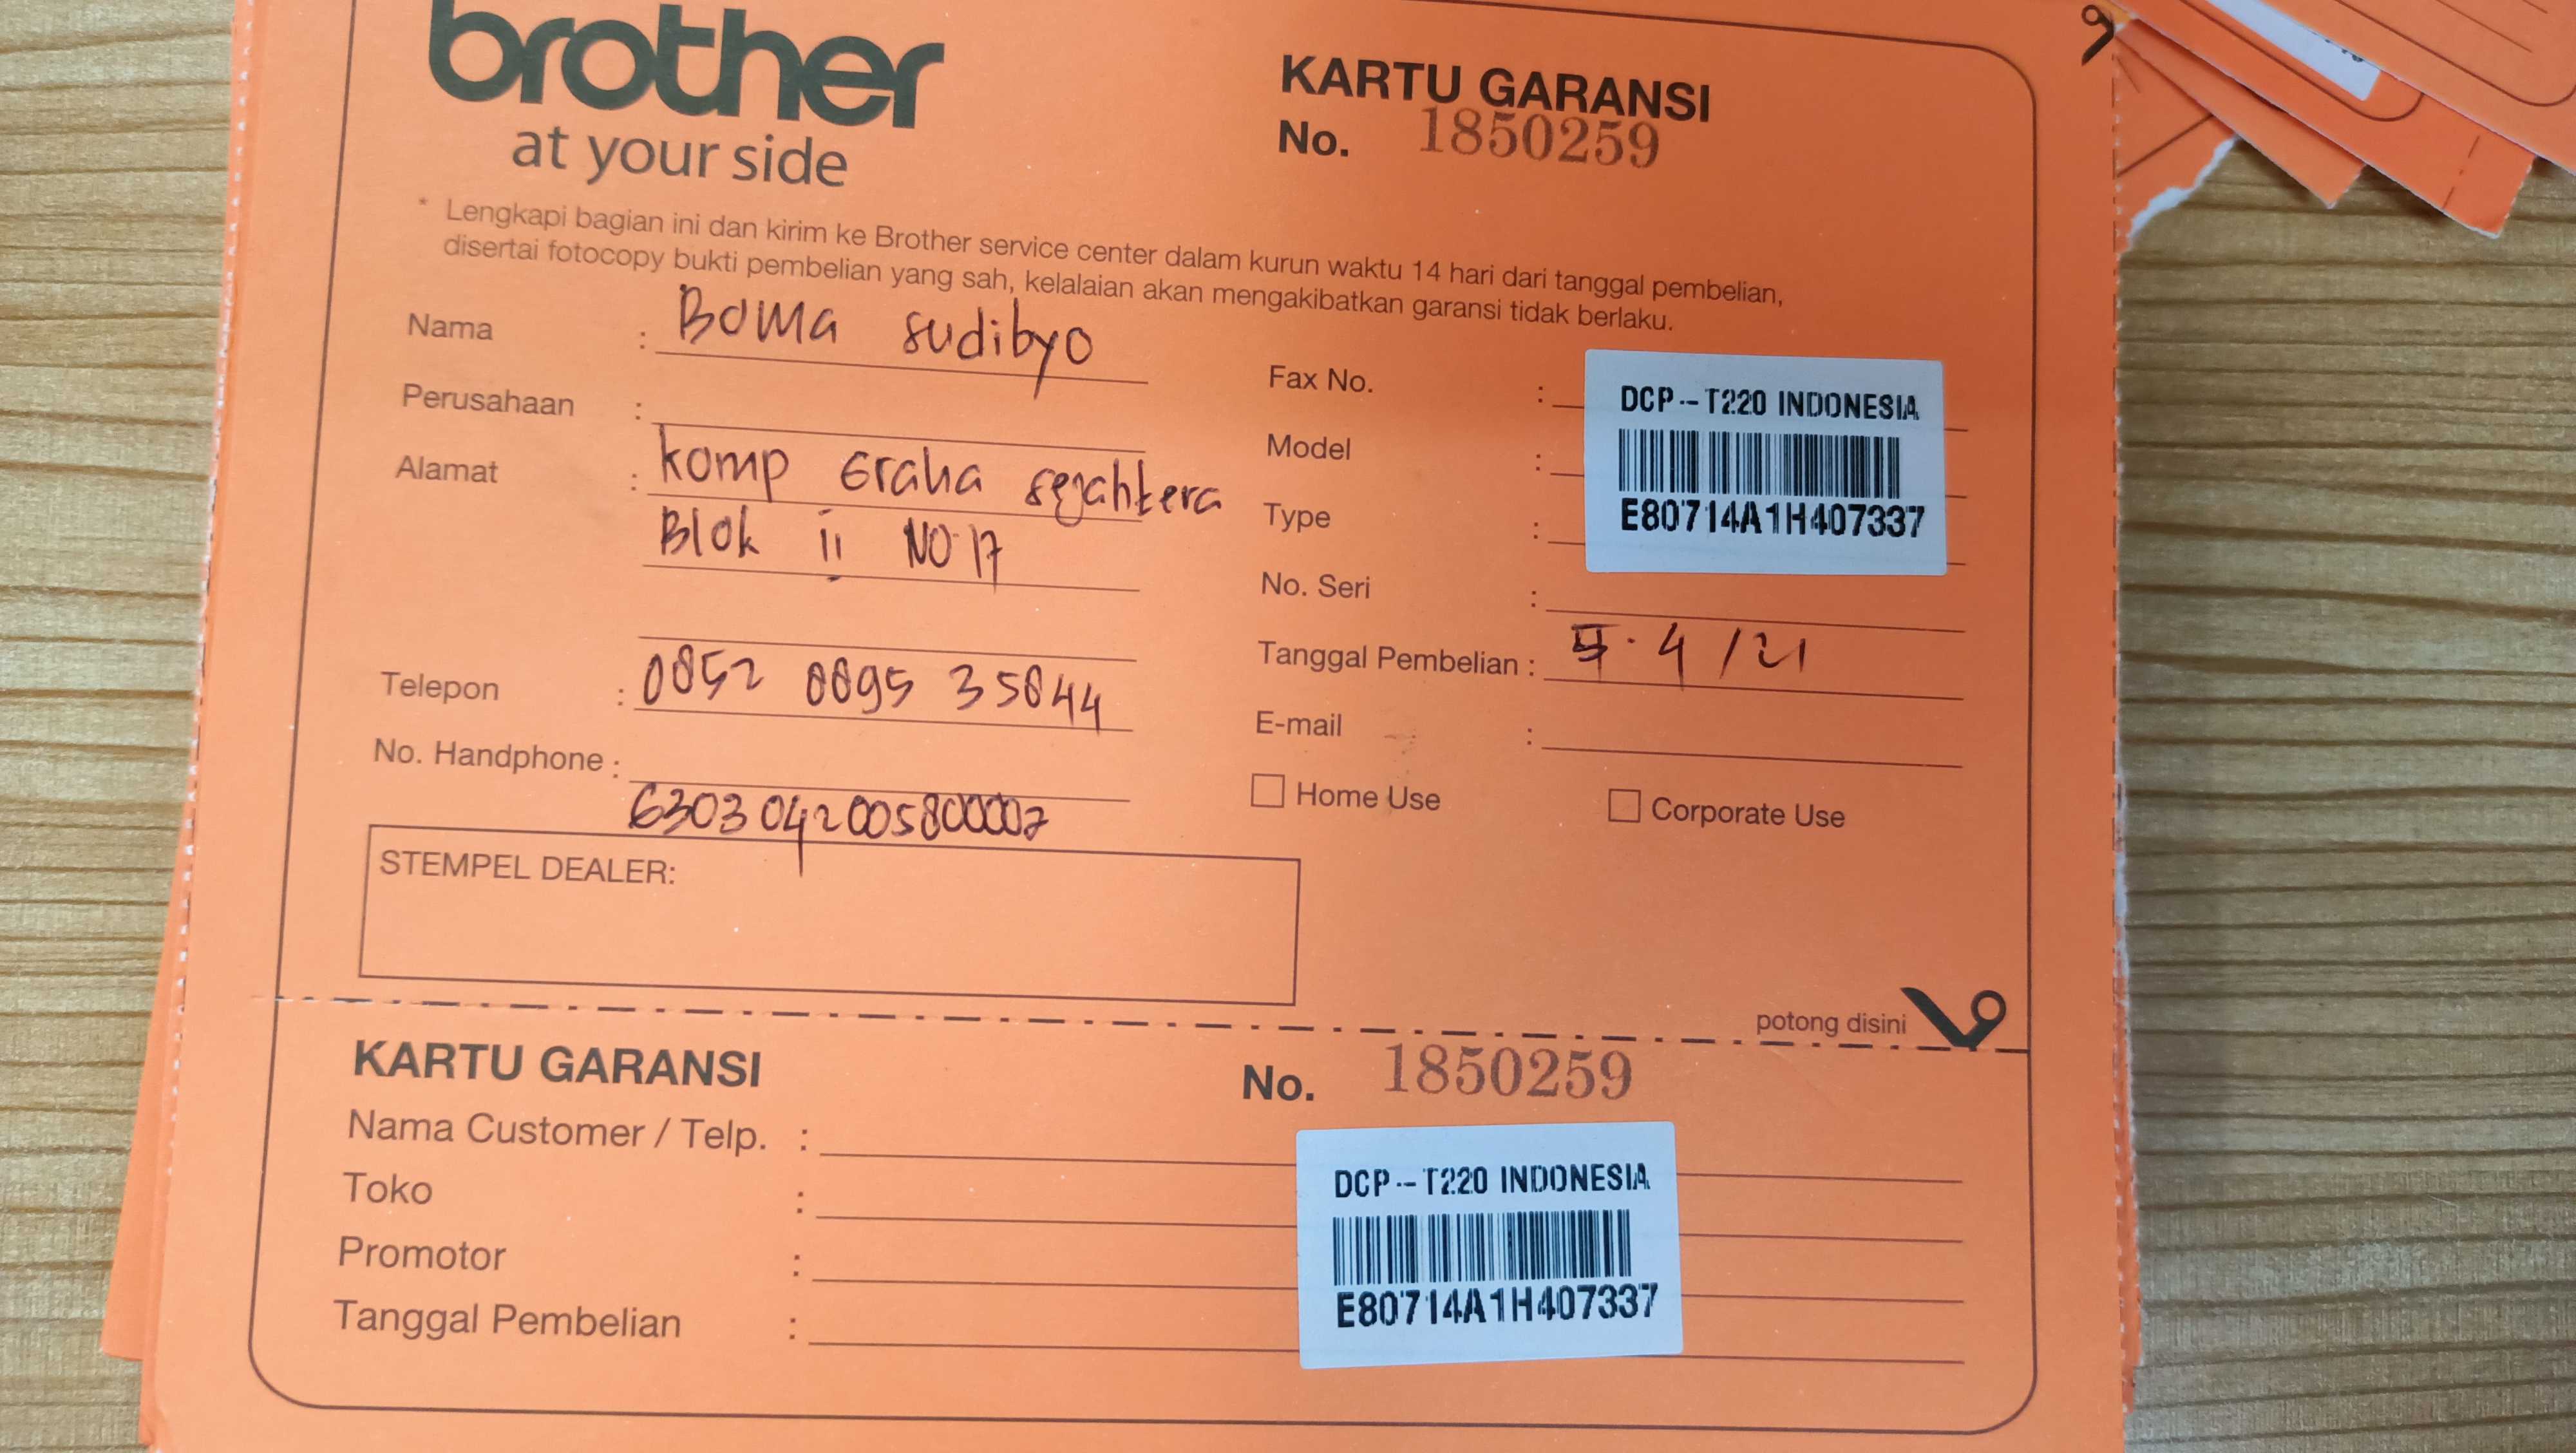 brother
at your side
KARTU GARANSI
No. 1850259
* Lengkapi bagian ini dan kirim ke Brother service center dalam kurun waktu 14 hari dari tanggal pembelian,
disertai fotocopy bukti pembelian yang sah, kelalaian akan mengakibatkan garansi tidak berlaku.
Nama : Boma sudibyo
Perusahaan :
Alamat : komp Graha sejahtera
Blok ii NO 17
Telepon : 0852 0895 35844
No. Handphone :
6303 042005800007
STEMPEL DEALER:
Fax No. :
Model :
Type :
No. Seri :
DCP-T220 INDONESIA
E80714A1H407337
Tanggal Pembelian : 5. 4 /21
E-mail :
Home Use
Corporate Use
potong disini
KARTU GARANSI
No. 1850259
Nama Customer / Telp. :
Toko :
Promotor :
Tanggal Pembelian :
DCP-T220 INDONESIA
E80714A1H407337